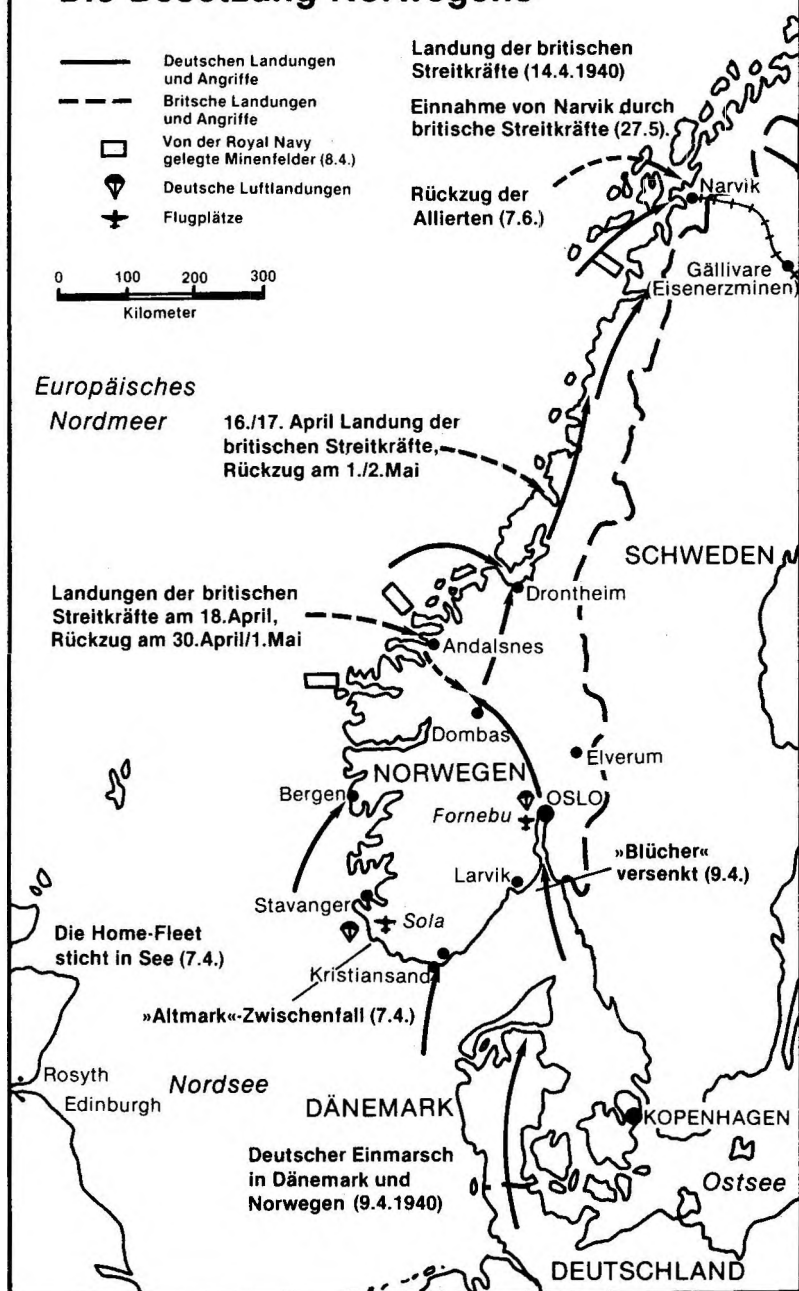 Die Besetzung Norwegens
Deutschen Landungen
und Angriffe
Britsche Landungen
und Angriffe
Von der Royal Navy
gelegte Minenfelder (8.4.)
Deutsche Luftlandungen
Flugplätze
0 100 200 300
Kilometer
Landung der britischen
Streitkräfte (14.4.1940)
Einnahme von Narvik durch
britische Streitkräfte (27.5).
Rückzug der
Allierten (7.6.)
Narvik
Gällivare
(Eisenerzminen)
Europäisches
Nordmeer
16./17. April Landung der
britischen Streitkräfte,
Rückzug am 1./2.Mai
SCHWEDEN
Landungen der britischen
Streitkräfte am 18.April,
Rückzug am 30.April/1.Mai
Drontheim
Andalsnes
Dombas
Elverum
NORWEGEN
Bergen
OSLO
Fornebu
»Blücher«
versenkt (9.4.)
Larvik
Stavanger
Sola
Die Home-Fleet
sticht in See (7.4.)
Kristiansand
»Altmark«-Zwischenfall (7.4.)
Rosyth
Edinburgh
Nordsee
DÄNEMARK
KOPENHAGEN
Deutscher Einmarsch
in Dänemark und
Norwegen (9.4.1940)
Ostsee
DEUTSCHLAND